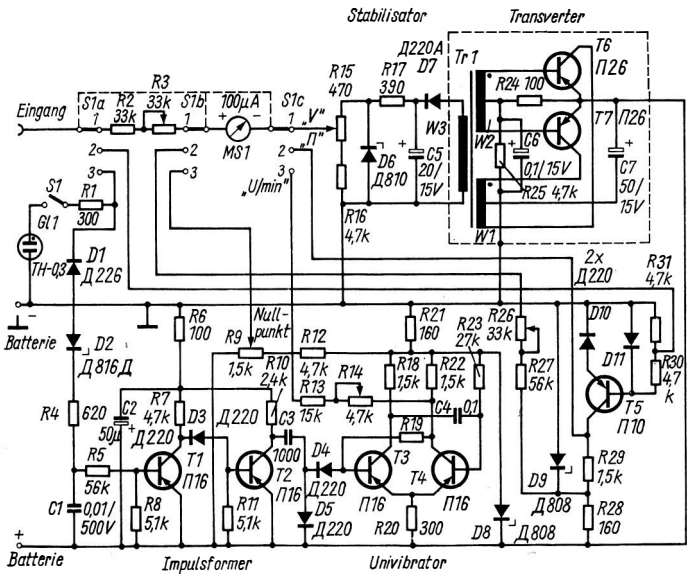 Stabilisator
Transverter
Д220А
R15
470
R17
390
D7
Tr1
T6
П26
R24 100
T7
П26
Eingang
S1a
R2
33k
R3
33k
S1b
100µA
S1c
"V"
+ −
MS1
1
1
1
2
3
2
3
"П"
2
"U/min"
3
W3
W2
W1
D6
Д810
+
C5
20/
15V
+
C6
0,1/15V
R25 4,7k
+
C7
50/
15V
R16
4,7k
S1
R1
300
Gl1
TH-0,3
D1
Д226
2x
Д220
R31
4,7k
−
Batterie
R6
100
Null-
punkt
R9
1,5k
R12
4,7k
R21
160
R23
27k
R26
33k
D10
D11
R30
4,7
k
D2
Д816Д
R10
2,4k
R18
1,5k
R22
1,5k
R27
56k
T5
П10
R4
620
C2
50µ
+
R7
4,7k
Д220
D3
Д220
C3
1000
R13
15k
R14
4,7k
C4
0,1
R19
R5
56k
T1
П16
T2
П16
D4
Д220
T3
П16
T4
П16
D9
Д808
R29
1,5k
C1
0,01/
500V
R8
5,1k
R11
5,1k
D5
Д220
R20
300
D8
Д808
R28
160
+
Batterie
Impulsformer
Univibrator